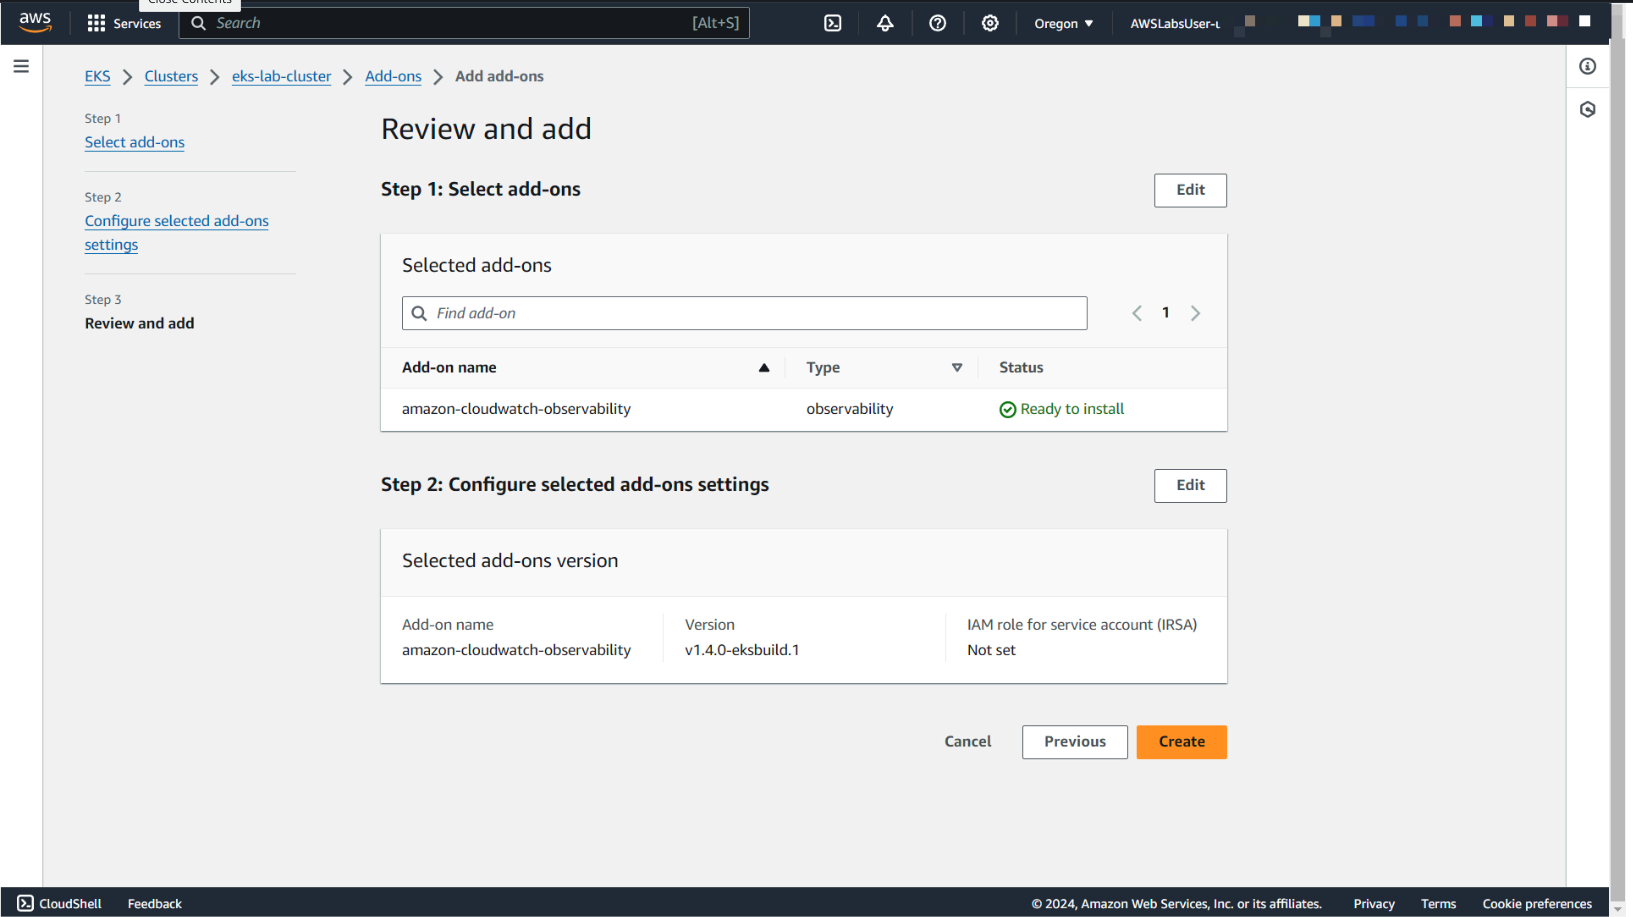 Close Contents
aws
Services
Search
[Alt+S]
Oregon
AWSLabsUser-u
EKS
Clusters
eks-lab-cluster
Add-ons
Add add-ons
Step 1
Select add-ons
Step 2
Configure selected add-ons
settings
Step 3
Review and add
Review and add
Step 1: Select add-ons
Edit
Selected add-ons
Find add-on
1
Add-on name
Type
Status
amazon-cloudwatch-observability
observability
Ready to install
Step 2: Configure selected add-ons settings
Edit
Selected add-ons version
Add-on name
Version
IAM role for service account (IRSA)
amazon-cloudwatch-observability
v1.4.0-eksbuild.1
Not set
Cancel
Previous
Create
CloudShell
Feedback
© 2024, Amazon Web Services, Inc. or its affiliates.
Privacy
Terms
Cookie preferences